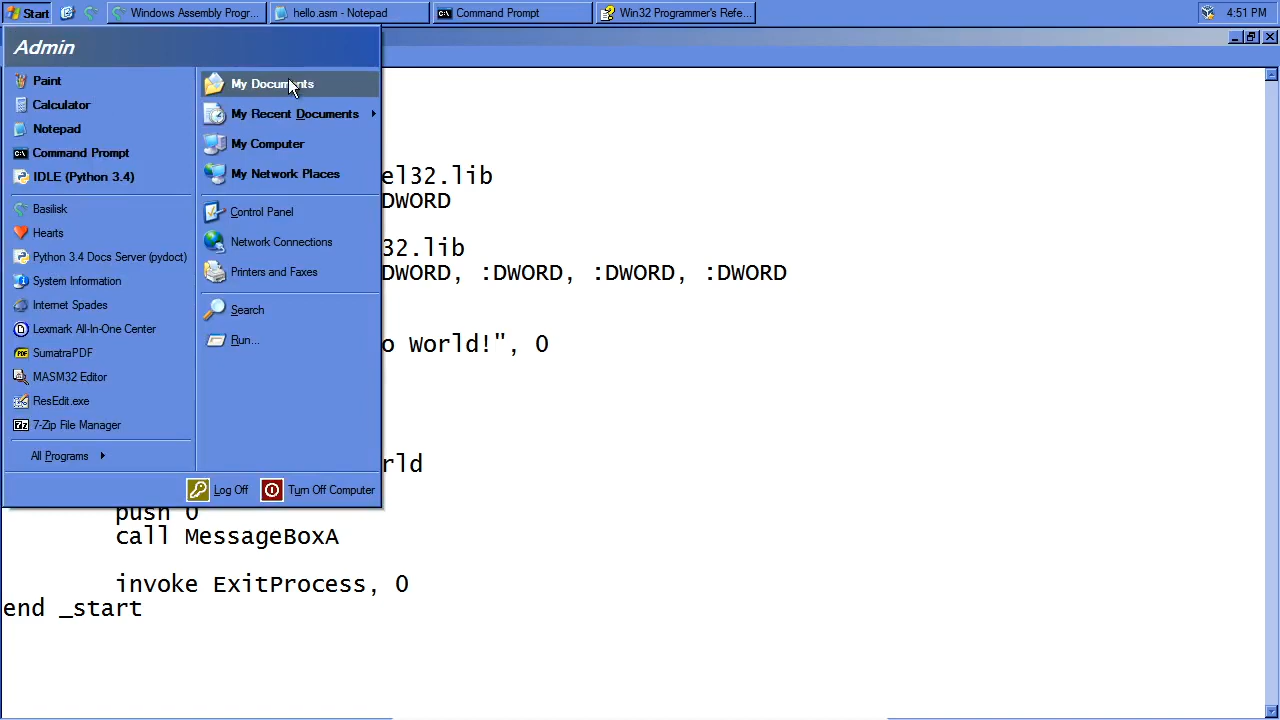 Start
Windows Assembly Progr...
hello.asm - Notepad
Command Prompt
Win32 Programmer's Refe...
4:51 PM
Admin
Paint
Calculator
Notepad
Command Prompt
IDLE (Python 3.4)
Basilisk
Hearts
Python 3.4 Docs Server (pydoct)
System Information
Internet Spades
Lexmark All-In-One Center
SumatraPDF
MASM32 Editor
ResEdit.exe
7-Zip File Manager
All Programs
My Documents
My Recent Documents
My Computer
My Network Places
Control Panel
Network Connections
Printers and Faxes
Search
Run...
Log Off
Turn Off Computer
el32.lib
DWORD
32.lib
DWORD, :DWORD, :DWORD, :DWORD
o world!", 0
rld
push 0
call MessageBoxA
invoke ExitProcess, 0
end _start